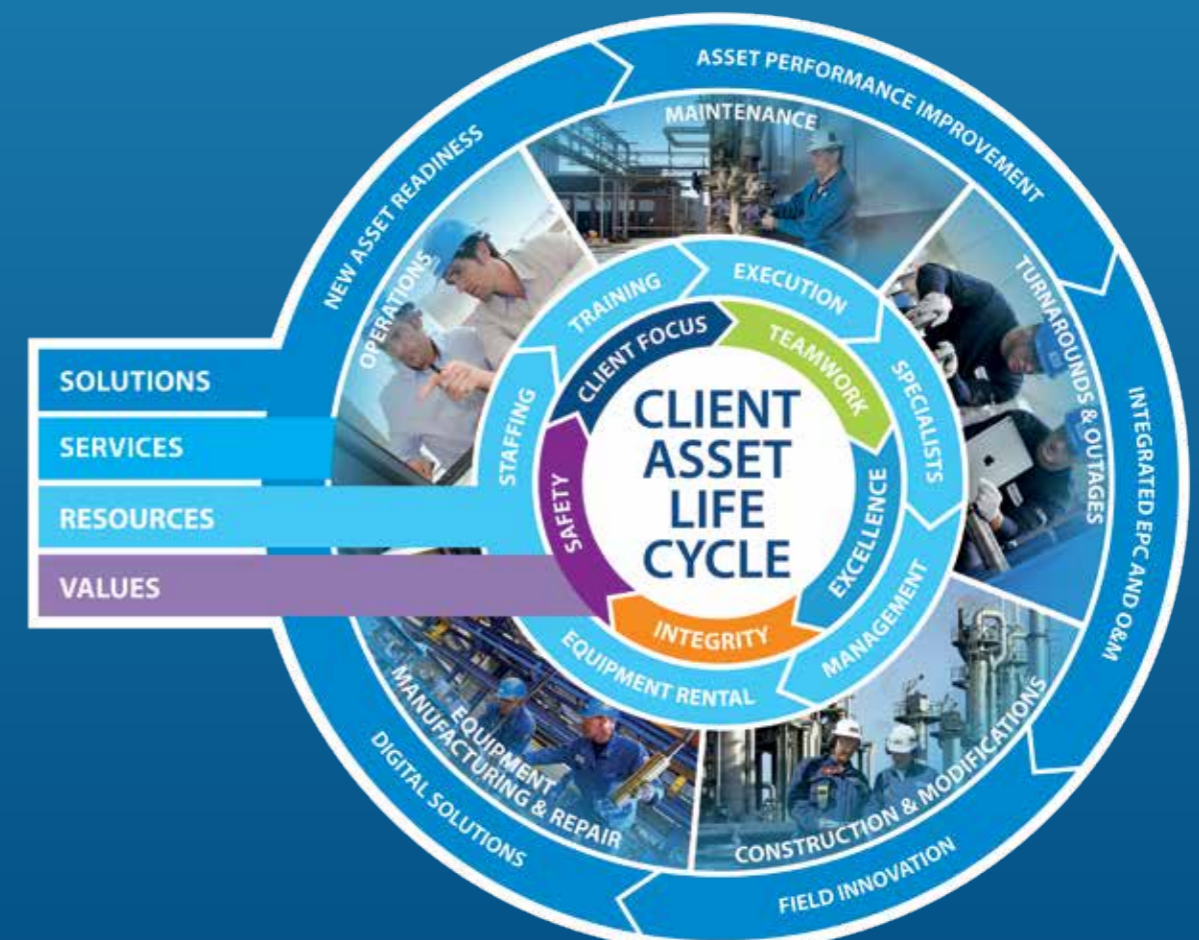 ASSET PERFORMANCE IMPROVEMENT
INTEGRATED EPC AND O&M
FIELD INNOVATION
DIGITAL SOLUTIONS
NEW ASSET READINESS
MAINTENANCE
TURNAROUNDS & OUTAGES
CONSTRUCTION & MODIFICATIONS
EQUIPMENT
MANUFACTURING & REPAIR
OPERATIONS
EXECUTION
SPECIALISTS
MANAGEMENT
EQUIPMENT RENTAL
STAFFING
TRAINING
CLIENT FOCUS
TEAMWORK
EXCELLENCE
INTEGRITY
SAFETY
CLIENT
ASSET
LIFE
CYCLE
SOLUTIONS
SERVICES
RESOURCES
VALUES